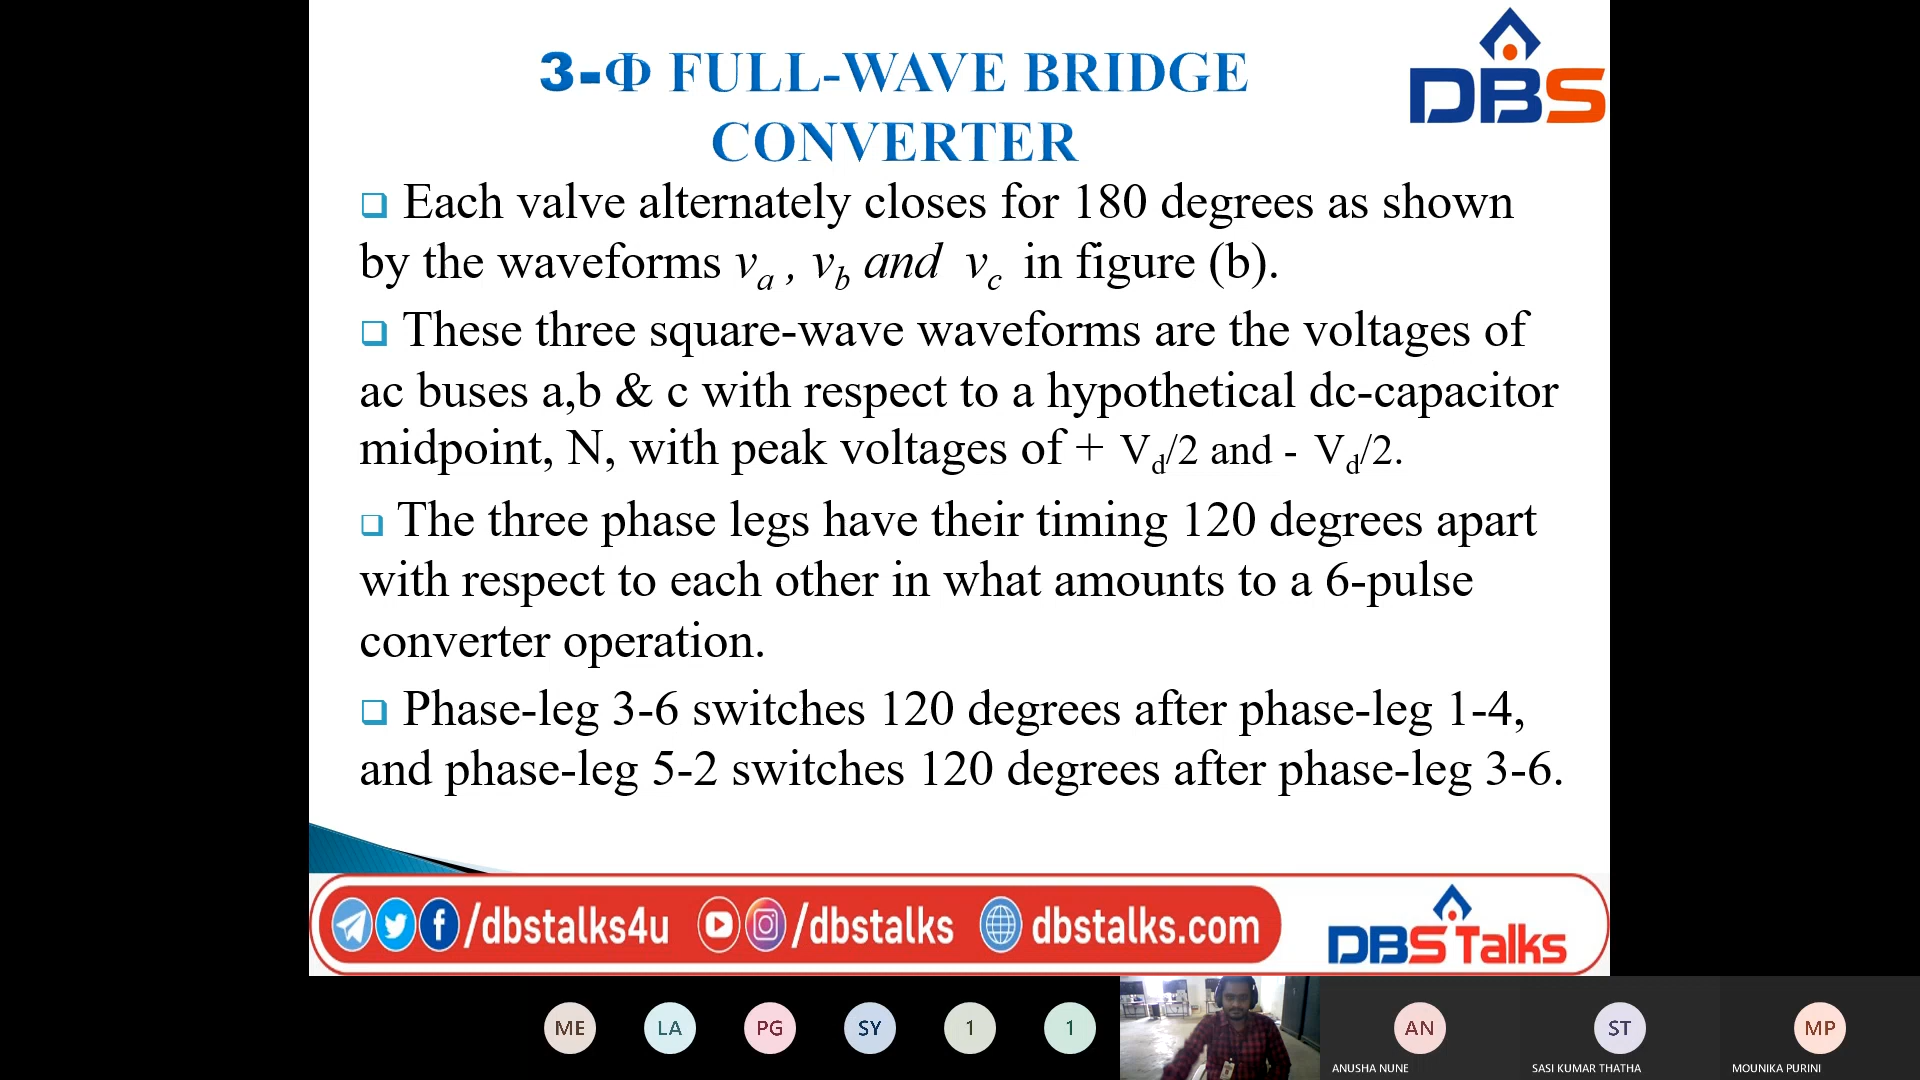 3-Φ FULL-WAVE BRIDGE
CONVERTER
DBS
Each valve alternately closes for 180 degrees as shown
by the waveforms va , vb and vc in figure (b).
These three square-wave waveforms are the voltages of
ac buses a,b & c with respect to a hypothetical dc-capacitor
midpoint, N, with peak voltages of + Vd/2 and - Vd/2.
The three phase legs have their timing 120 degrees apart
with respect to each other in what amounts to a 6-pulse
converter operation.
Phase-leg 3-6 switches 120 degrees after phase-leg 1-4,
and phase-leg 5-2 switches 120 degrees after phase-leg 3-6.
/dbstalks4u /dbstalks dbstalks.com
DBS Talks
ME LA PG SY 1 1 AN ST MP
ANUSHA NUNE SASI KUMAR THATHA MOUNIKA PURINI